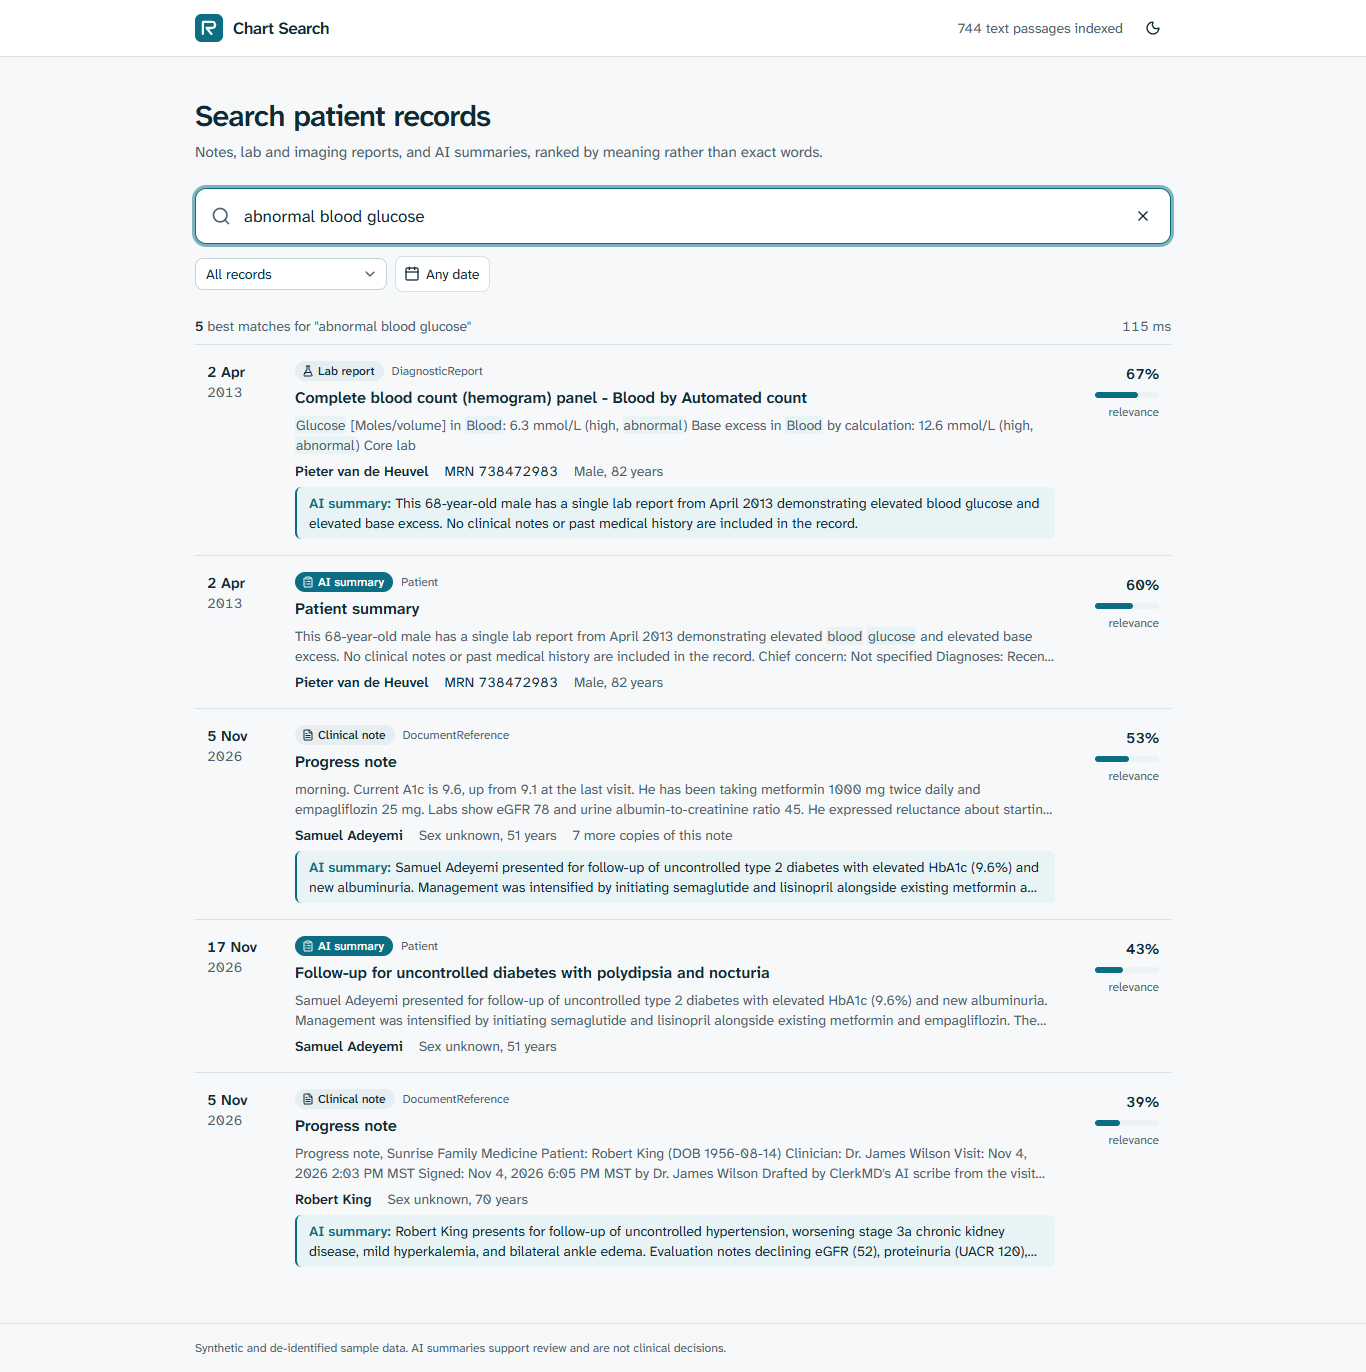 Chart Search
744 text passages indexed
Search patient records
Notes, lab and imaging reports, and AI summaries, ranked by meaning rather than exact words.
abnormal blood glucose
All records
Any date
5 best matches for "abnormal blood glucose"
115 ms
2 Apr
2013
Lab report
DiagnosticReport
Complete blood count (hemogram) panel - Blood by Automated count
Glucose [Moles/volume] in Blood: 6.3 mmol/L (high, abnormal) Base excess in Blood by calculation: 12.6 mmol/L (high,
abnormal) Core lab
Pieter van de Heuvel MRN 738472983 Male, 82 years
AI summary: This 68-year-old male has a single lab report from April 2013 demonstrating elevated blood glucose and
elevated base excess. No clinical notes or past medical history are included in the record.
67%
relevance
2 Apr
2013
AI summary
Patient
Patient summary
This 68-year-old male has a single lab report from April 2013 demonstrating elevated blood glucose and elevated base
excess. No clinical notes or past medical history are included in the record. Chief concern: Not specified Diagnoses: Recen...
Pieter van de Heuvel MRN 738472983 Male, 82 years
60%
relevance
5 Nov
2026
Clinical note
DocumentReference
Progress note
morning. Current A1c is 9.6, up from 9.1 at the last visit. He has been taking metformin 1000 mg twice daily and
empagliflozin 25 mg. Labs show eGFR 78 and urine albumin-to-creatinine ratio 45. He expressed reluctance about startin...
Samuel Adeyemi Sex unknown, 51 years 7 more copies of this note
AI summary: Samuel Adeyemi presented for follow-up of uncontrolled type 2 diabetes with elevated HbA1c (9.6%) and
new albuminuria. Management was intensified by initiating semaglutide and lisinopril alongside existing metformin a...
53%
relevance
17 Nov
2026
AI summary
Patient
Follow-up for uncontrolled diabetes with polydipsia and nocturia
Samuel Adeyemi presented for follow-up of uncontrolled type 2 diabetes with elevated HbA1c (9.6%) and new albuminuria.
Management was intensified by initiating semaglutide and lisinopril alongside existing metformin and empagliflozin. The...
Samuel Adeyemi Sex unknown, 51 years
43%
relevance
5 Nov
2026
Clinical note
DocumentReference
Progress note
Progress note, Sunrise Family Medicine Patient: Robert King (DOB 1956-08-14) Clinician: Dr. James Wilson Visit: Nov 4,
2026 2:03 PM MST Signed: Nov 4, 2026 6:05 PM MST by Dr. James Wilson Drafted by ClerkMD's AI scribe from the visit...
Robert King Sex unknown, 70 years
AI summary: Robert King presents for follow-up of uncontrolled hypertension, worsening stage 3a chronic kidney
disease, mild hyperkalemia, and bilateral ankle edema. Evaluation notes declining eGFR (52), proteinuria (UACR 120),...
39%
relevance
Synthetic and de-identified sample data. AI summaries support review and are not clinical decisions.